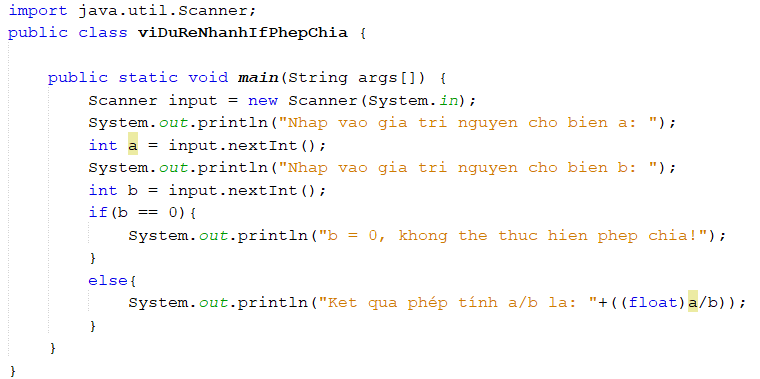 import java.util.Scanner;
public class viDuReNhanhIfPhepChia {
public static void main(String args[]) {
Scanner input = new Scanner(System.in);
System.out.println("Nhap vao gia tri nguyen cho bien a: ");
int a = input.nextInt();
System.out.println("Nhap vao gia tri nguyen cho bien b: ");
int b = input.nextInt();
if(b == 0){
System.out.println("b = 0, khong the thuc hien phep chia!");
}
else{
System.out.println("Ket qua phép tính a/b la: "+((float)a/b));
}
}
}